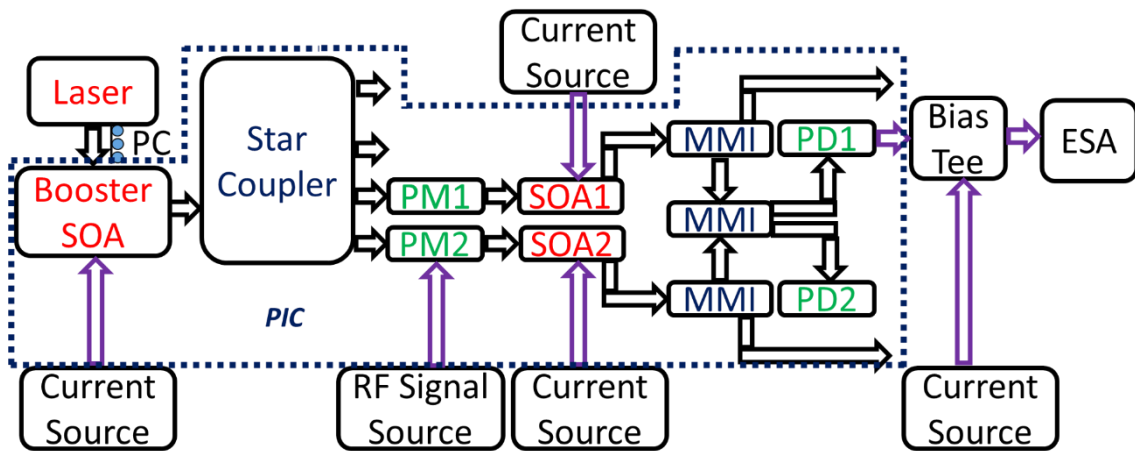 Laser
PC
Booster
SOA
Star
Coupler
Current
Source
PM1
SOA1
PM2
SOA2
MMI
PD1
MMI
MMI
PD2
Bias
Tee
ESA
PIC
Current
Source
RF Signal
Source
Current
Source
Current
Source